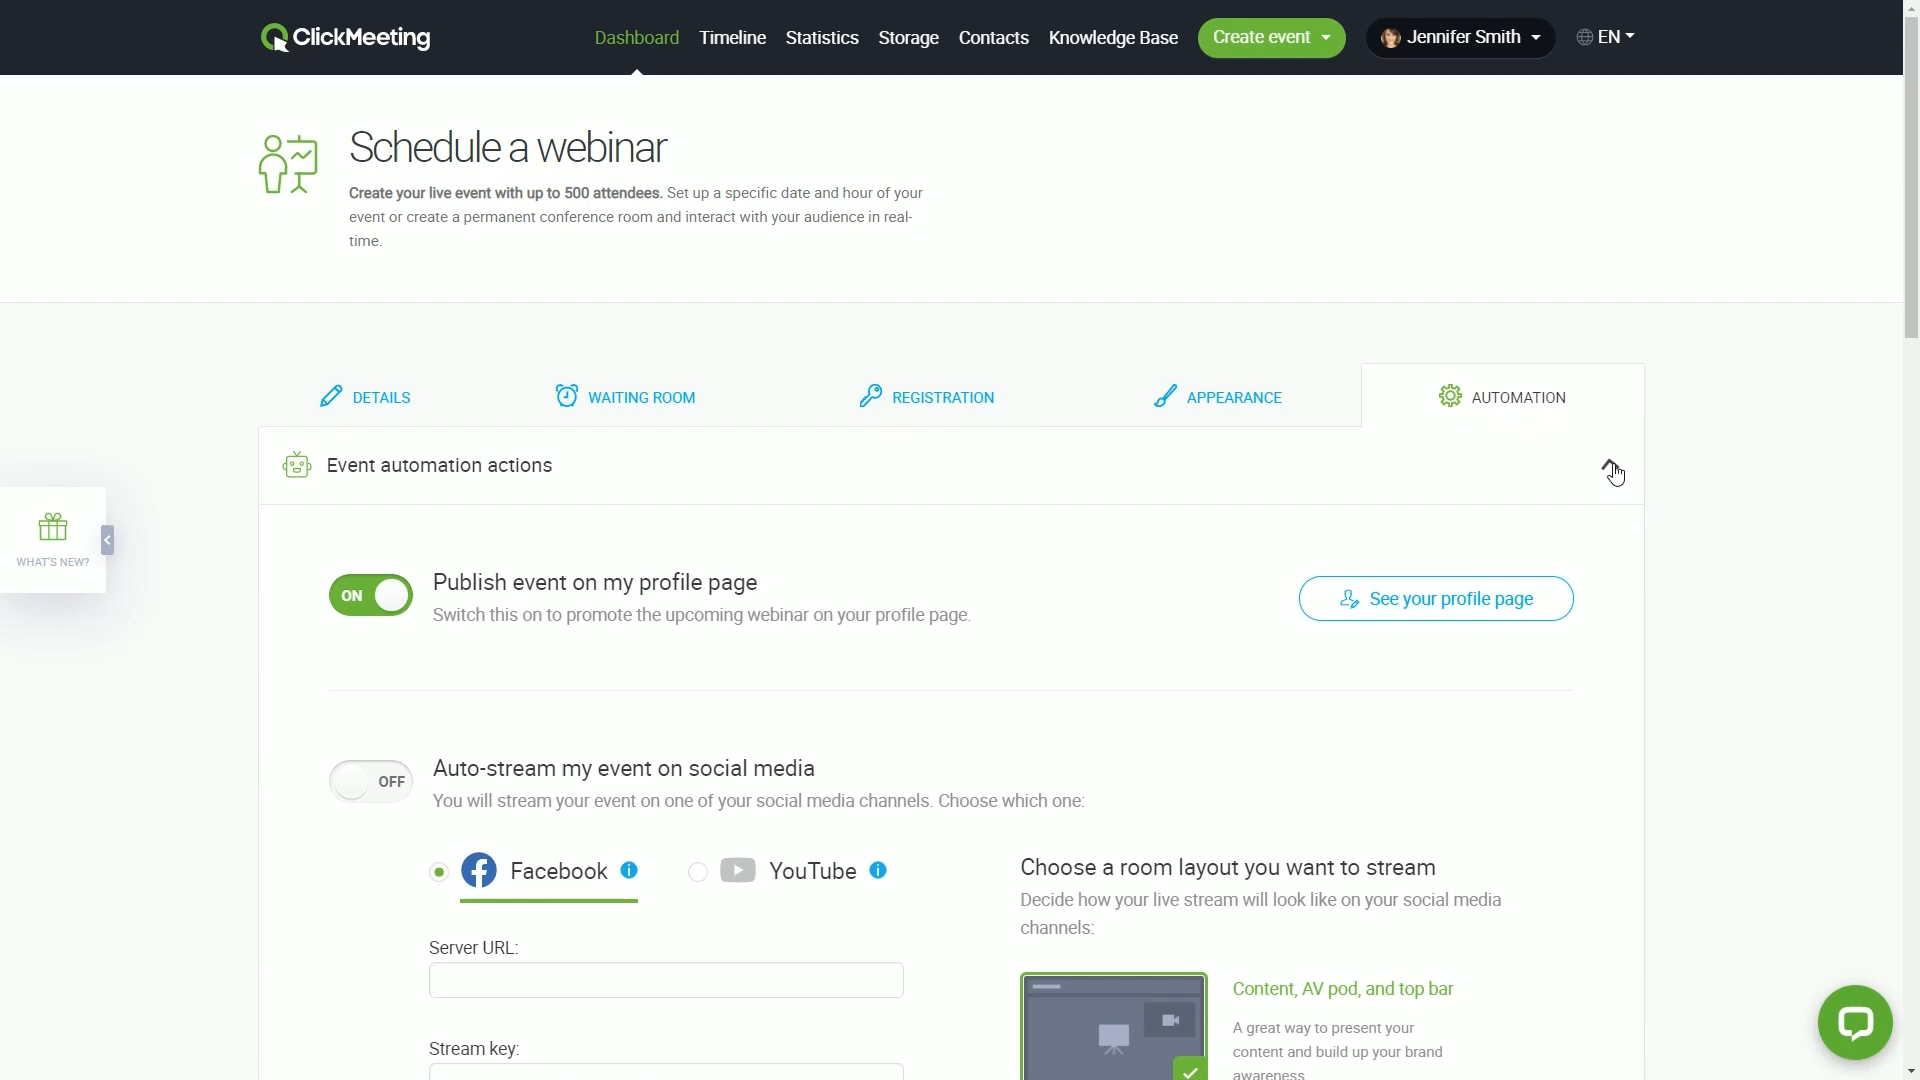 ClickMeeting
Dashboard Timeline Statistics Storage Contacts Knowledge Base Create event Jennifer Smith EN
Schedule a webinar
Create your live event with up to 500 attendees. Set up a specific date and hour of your
event or create a permanent conference room and interact with your audience in real-
time.
DETAILS WAITING ROOM REGISTRATION APPEARANCE AUTOMATION
Event automation actions
WHAT'S NEW?
ON Publish event on my profile page
Switch this on to promote the upcoming webinar on your profile page.
See your profile page
OFF Auto-stream my event on social media
You will stream your event on one of your social media channels. Choose which one:
Facebook YouTube
Choose a room layout you want to stream
Decide how your live stream will look like on your social media
channels:
Server URL:
Stream key:
Content, AV pod, and top bar
A great way to present your
content and build up your brand
awareness